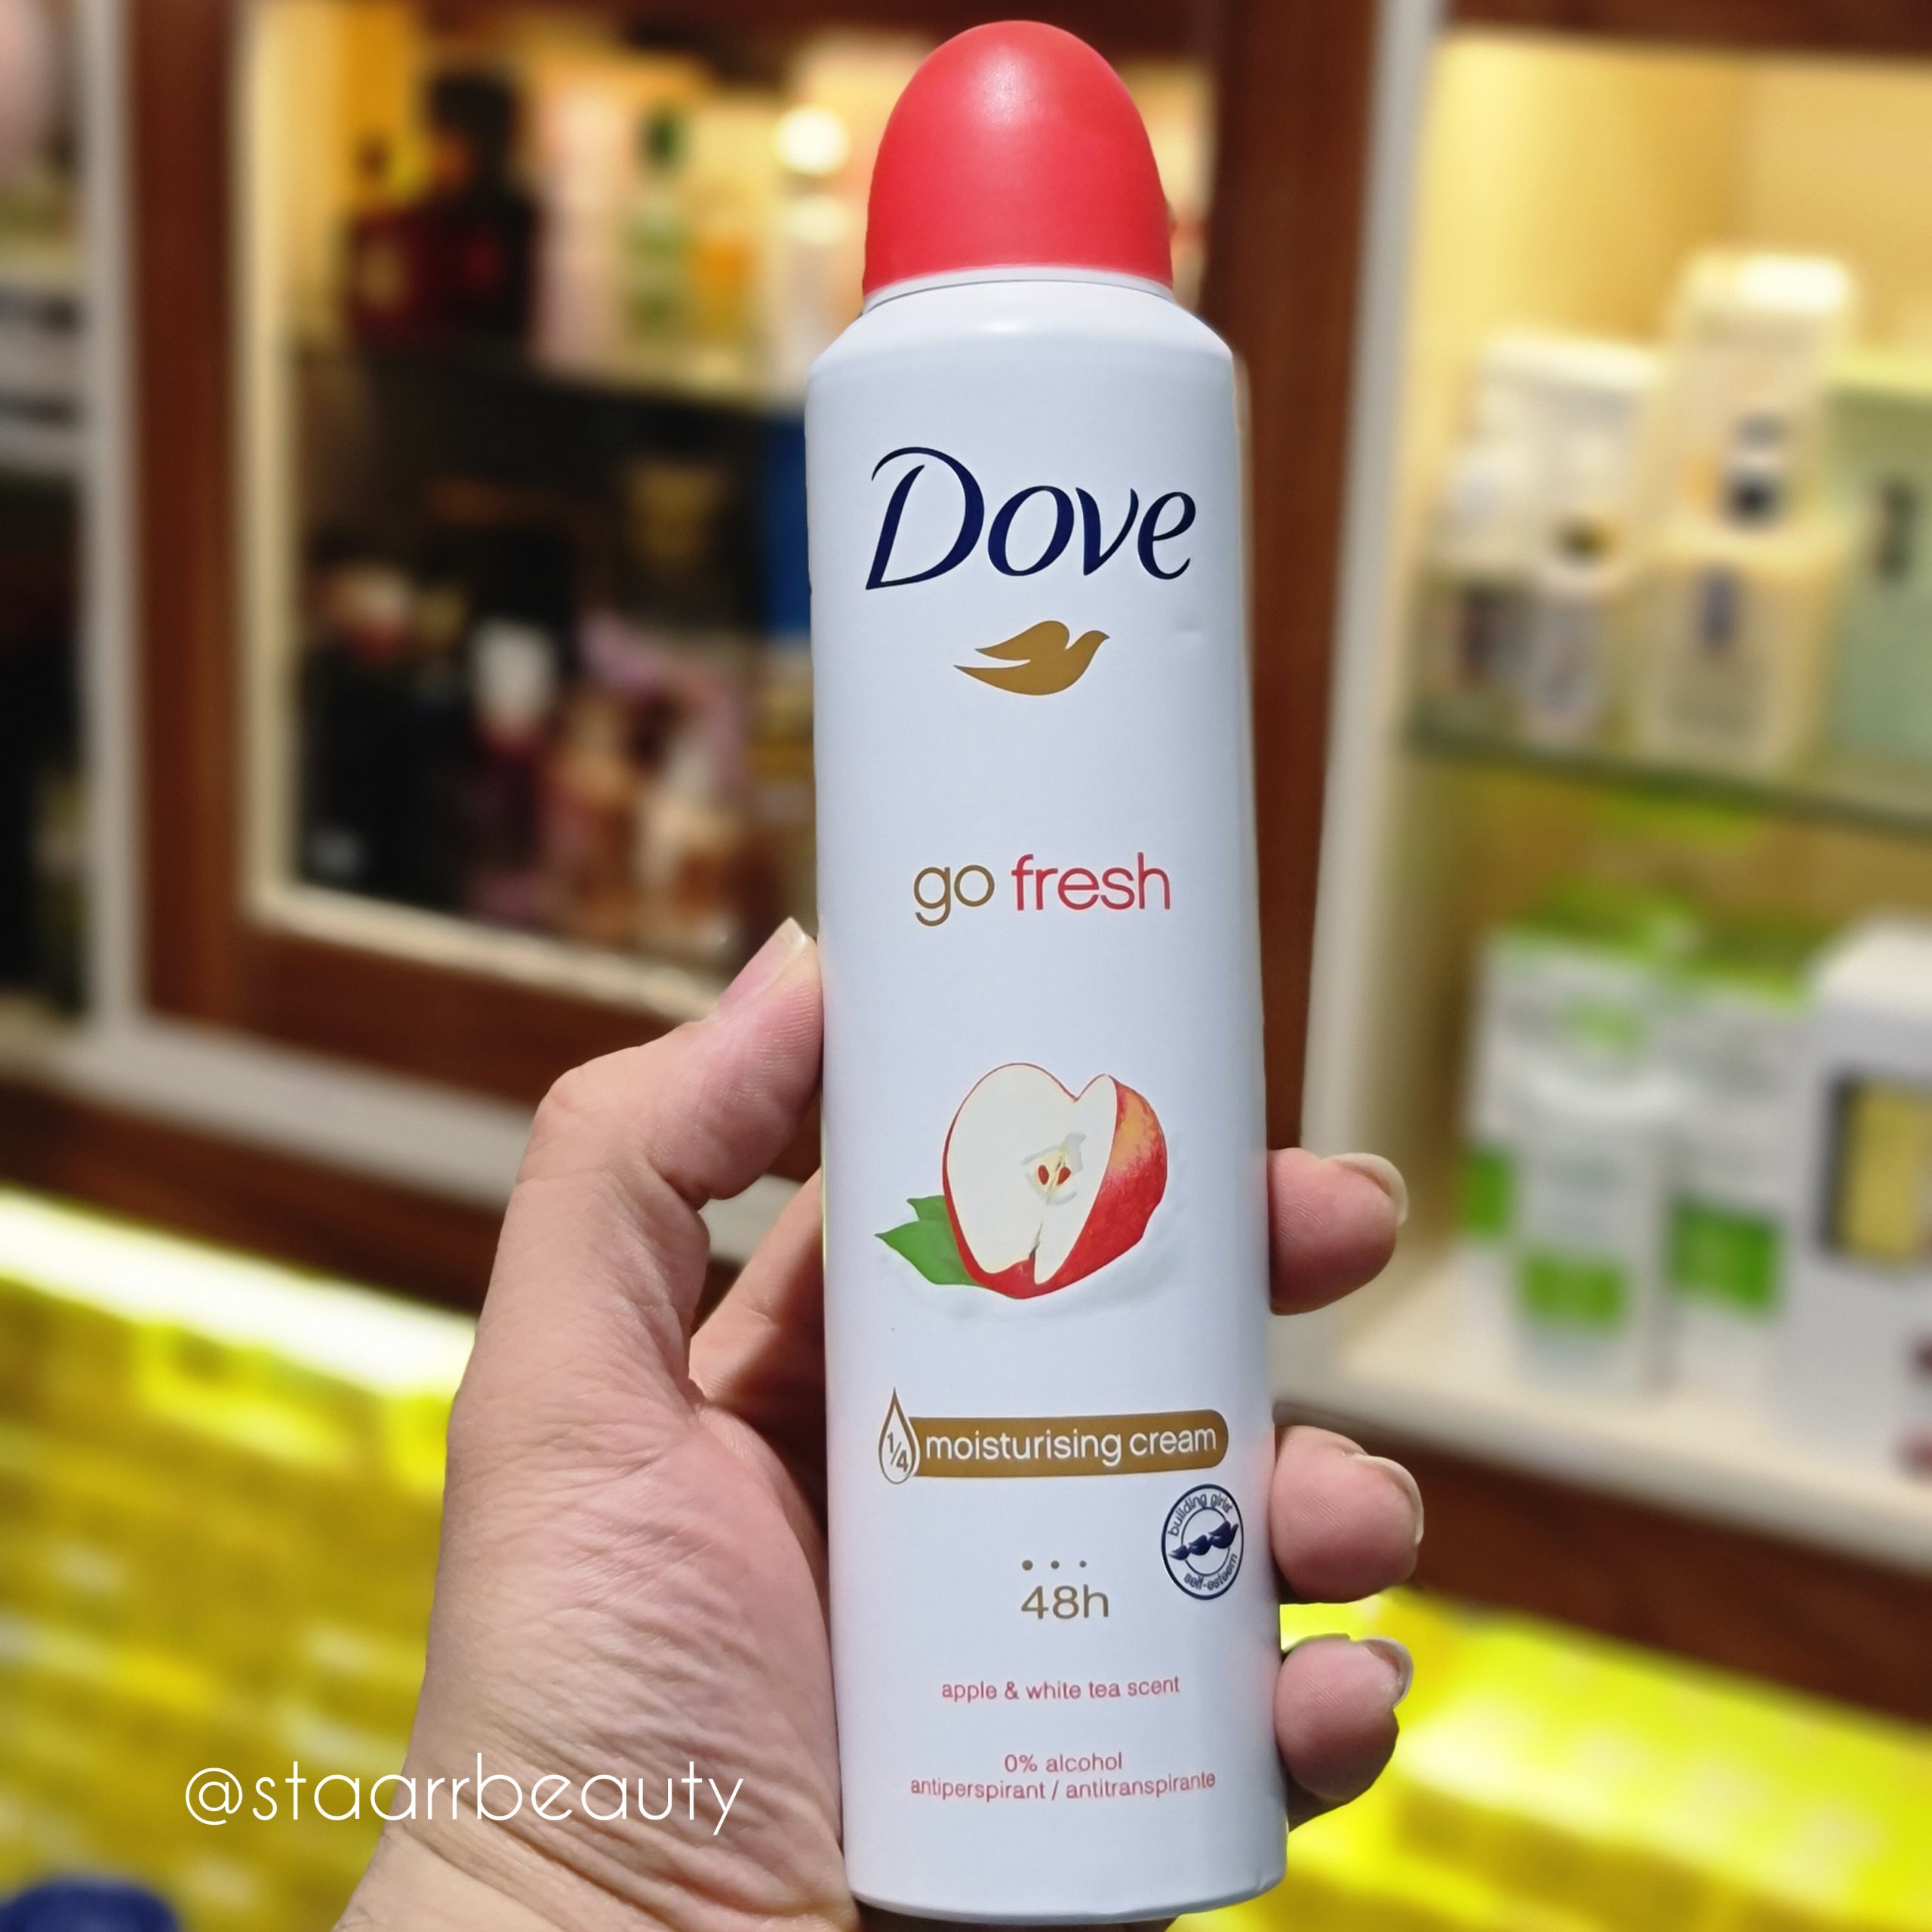 Dove
go fresh
1/4 moisturising cream
building girls'
self-esteem
48h
apple & white tea scent
0% alcohol
antiperspirant / antitranspirante
@staarrbeauty